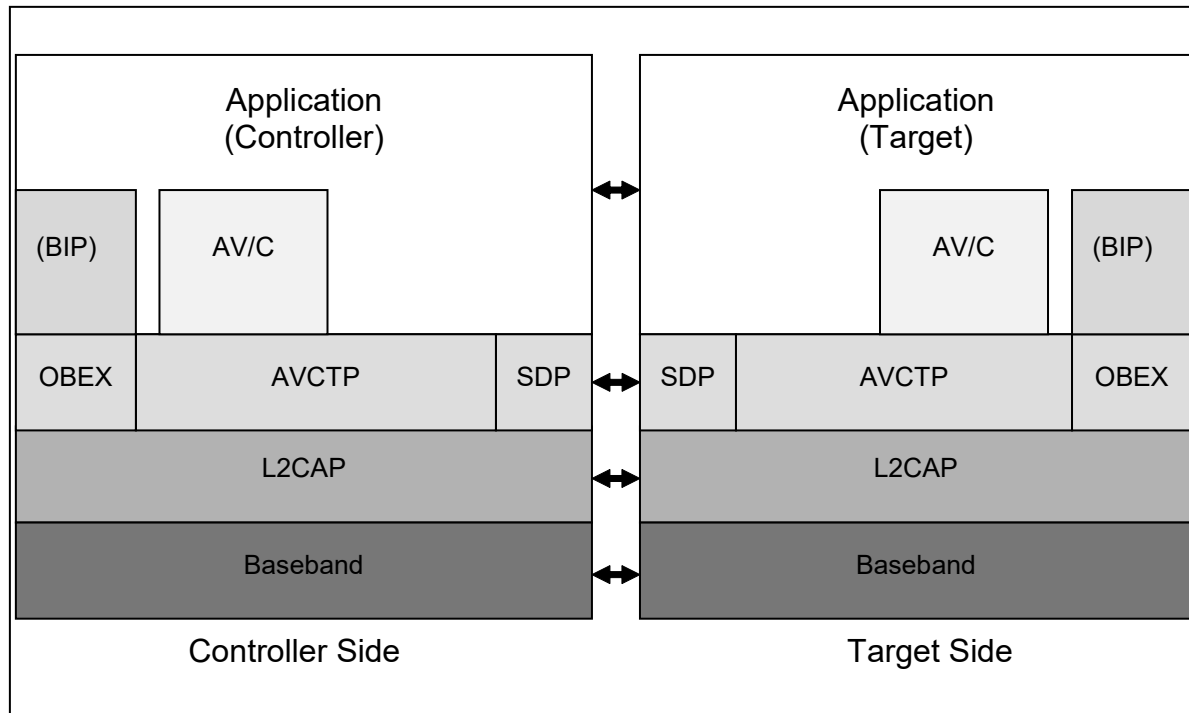 Application
(Controller)
Application
(Target)
(BIP)
AV/C
AV/C
(BIP)
OBEX
AVCTP
SDP
SDP
AVCTP
OBEX
L2CAP
L2CAP
Baseband
Baseband
Controller Side
Target Side